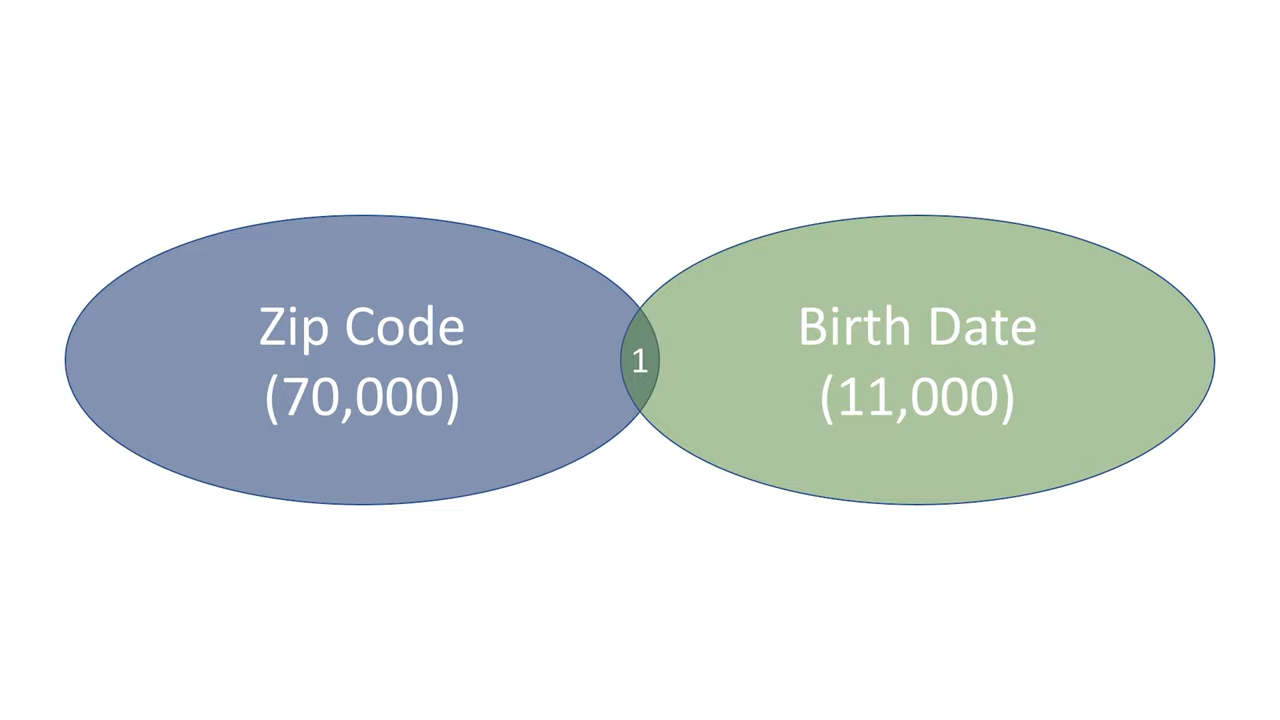 Zip Code
(70,000)
1
Birth Date
(11,000)